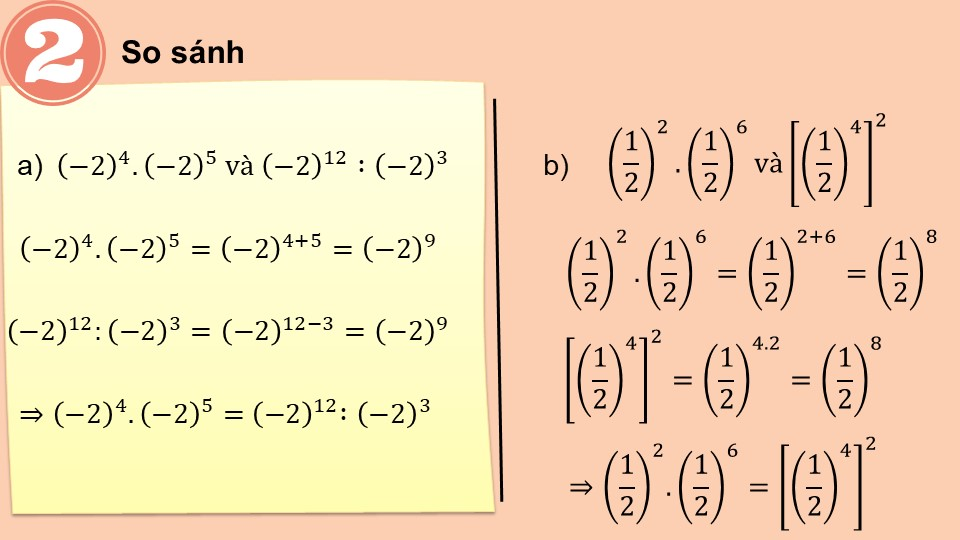 2
So sánh
a) (−2)⁴.(−2)⁵ và (−2)¹² : (−2)³
(−2)⁴.(−2)⁵ = (−2)⁴⁺⁵ = (−2)⁹
(−2)¹²:(−2)³ = (−2)¹²⁻³ = (−2)⁹
⇒ (−2)⁴.(−2)⁵ = (−2)¹²: (−2)³
b) (1/2)² . (1/2)⁶ và [(1/2)⁴]²
(1/2)² . (1/2)⁶ = (1/2)²⁺⁶ = (1/2)⁸
[(1/2)⁴]² = (1/2)⁴·² = (1/2)⁸
⇒ (1/2)² . (1/2)⁶ = [(1/2)⁴]²